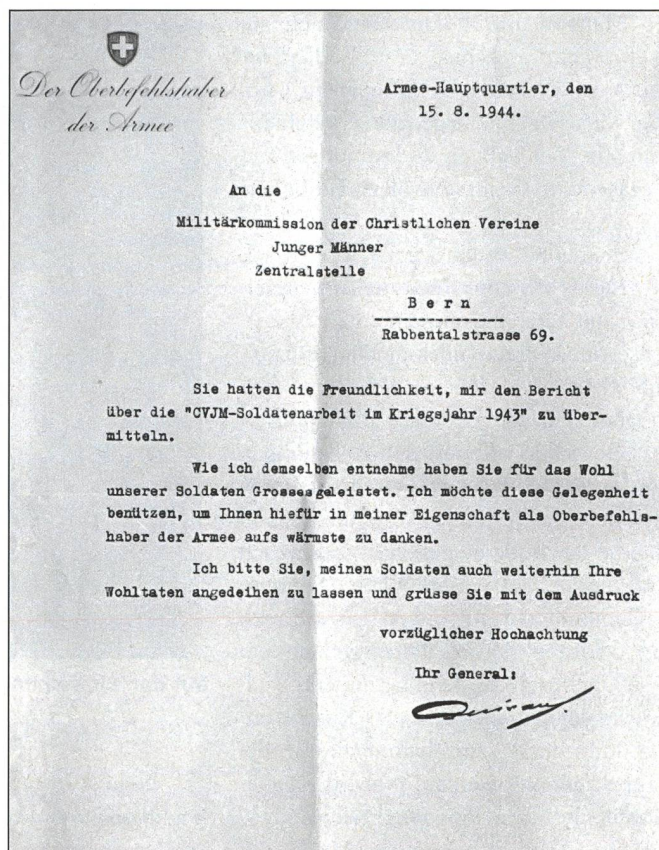 Der Oberbefehlshaber
der Armee
Armee-Hauptquartier, den
15. 8. 1944.
An die
Militärkommission der Christlichen Vereine
Junger Männer
Zentralstelle
B e r n
Rabbentalstrasse 69.
Sie hatten die Freundlichkeit, mir den Bericht
über die "CVJM-Soldatenarbeit im Kriegsjahr 1943" zu über-
mitteln.
Wie ich demselben entnehme haben Sie für das Wohl
unserer Soldaten Grosses geleistet. Ich möchte diese Gelegenheit
benützen, um Ihnen hiefür in meiner Eigenschaft als Oberbefehls-
haber der Armee aufs wärmste zu danken.
Ich bitte Sie, meinen Soldaten auch weiterhin Ihre
Wohltaten angedeihen zu lassen und grüsse Sie mit dem Ausdruck
vorzüglicher Hochachtung
Ihr General: